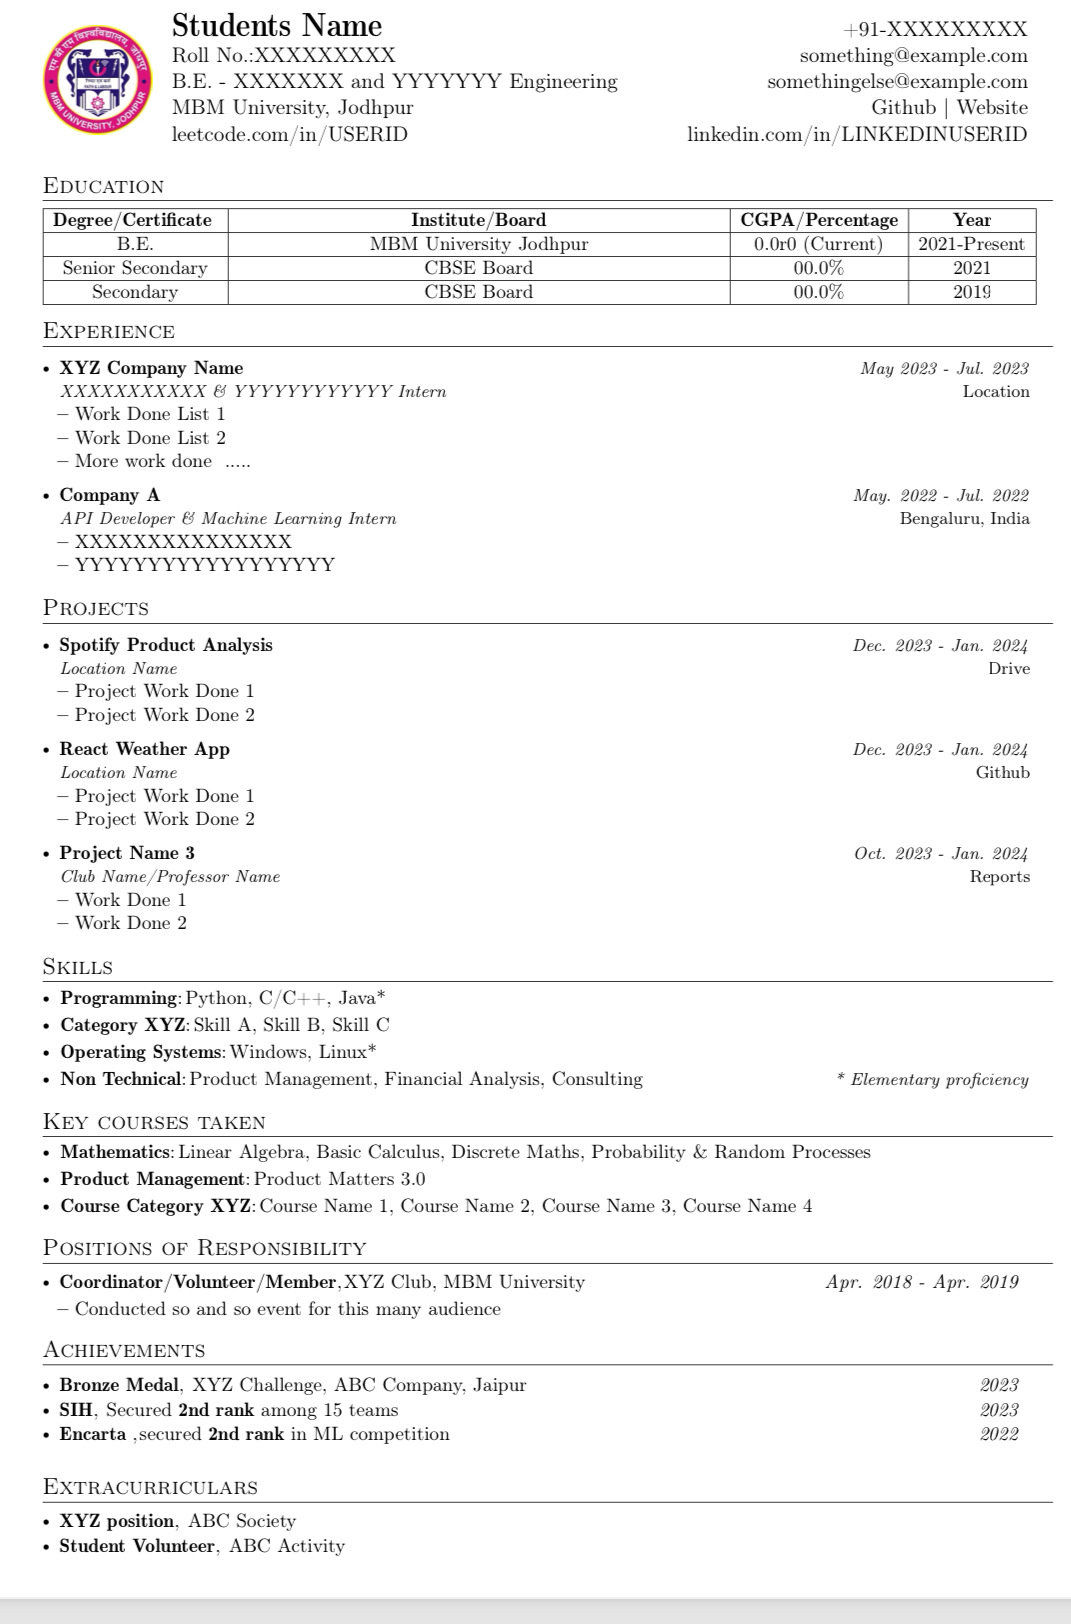 एम बी एम विश्वविद्यालय, जोधपुर
MBM UNIVERSITY, JODHPUR
Students Name
Roll No.:XXXXXXXXX
B.E. - XXXXXXX and YYYYYYY Engineering
MBM University, Jodhpur
leetcode.com/in/USERID
+91-XXXXXXXXX
something@example.com
somethingelse@example.com
Github | Website
linkedin.com/in/LINKEDINUSERID
EDUCATION
Degree/Certificate Institute/Board CGPA/Percentage Year
B.E. MBM University Jodhpur 0.0r0 (Current) 2021-Present
Senior Secondary CBSE Board 00.0% 2021
Secondary CBSE Board 00.0% 2019
EXPERIENCE
• XYZ Company Name May 2023 - Jul. 2023
XXXXXXXXXXX & YYYYYYYYYYYY Intern Location
– Work Done List 1
– Work Done List 2
– More work done .....
• Company A May. 2022 - Jul. 2022
API Developer & Machine Learning Intern Bengaluru, India
– XXXXXXXXXXXXXXX
– YYYYYYYYYYYYYYYYYY
PROJECTS
• Spotify Product Analysis Dec. 2023 - Jan. 2024
Location Name Drive
– Project Work Done 1
– Project Work Done 2
• React Weather App Dec. 2023 - Jan. 2024
Location Name Github
– Project Work Done 1
– Project Work Done 2
• Project Name 3 Oct. 2023 - Jan. 2024
Club Name/Professor Name Reports
– Work Done 1
– Work Done 2
SKILLS
• Programming: Python, C/C++, Java*
• Category XYZ: Skill A, Skill B, Skill C
• Operating Systems: Windows, Linux*
• Non Technical: Product Management, Financial Analysis, Consulting * Elementary proficiency
KEY COURSES TAKEN
• Mathematics: Linear Algebra, Basic Calculus, Discrete Maths, Probability & Random Processes
• Product Management: Product Matters 3.0
• Course Category XYZ: Course Name 1, Course Name 2, Course Name 3, Course Name 4
POSITIONS OF RESPONSIBILITY
• Coordinator/Volunteer/Member,XYZ Club, MBM University Apr. 2018 - Apr. 2019
– Conducted so and so event for this many audience
ACHIEVEMENTS
• Bronze Medal, XYZ Challenge, ABC Company, Jaipur 2023
• SIH, Secured 2nd rank among 15 teams 2023
• Encarta ,secured 2nd rank in ML competition 2022
EXTRACURRICULARS
• XYZ position, ABC Society
• Student Volunteer, ABC Activity